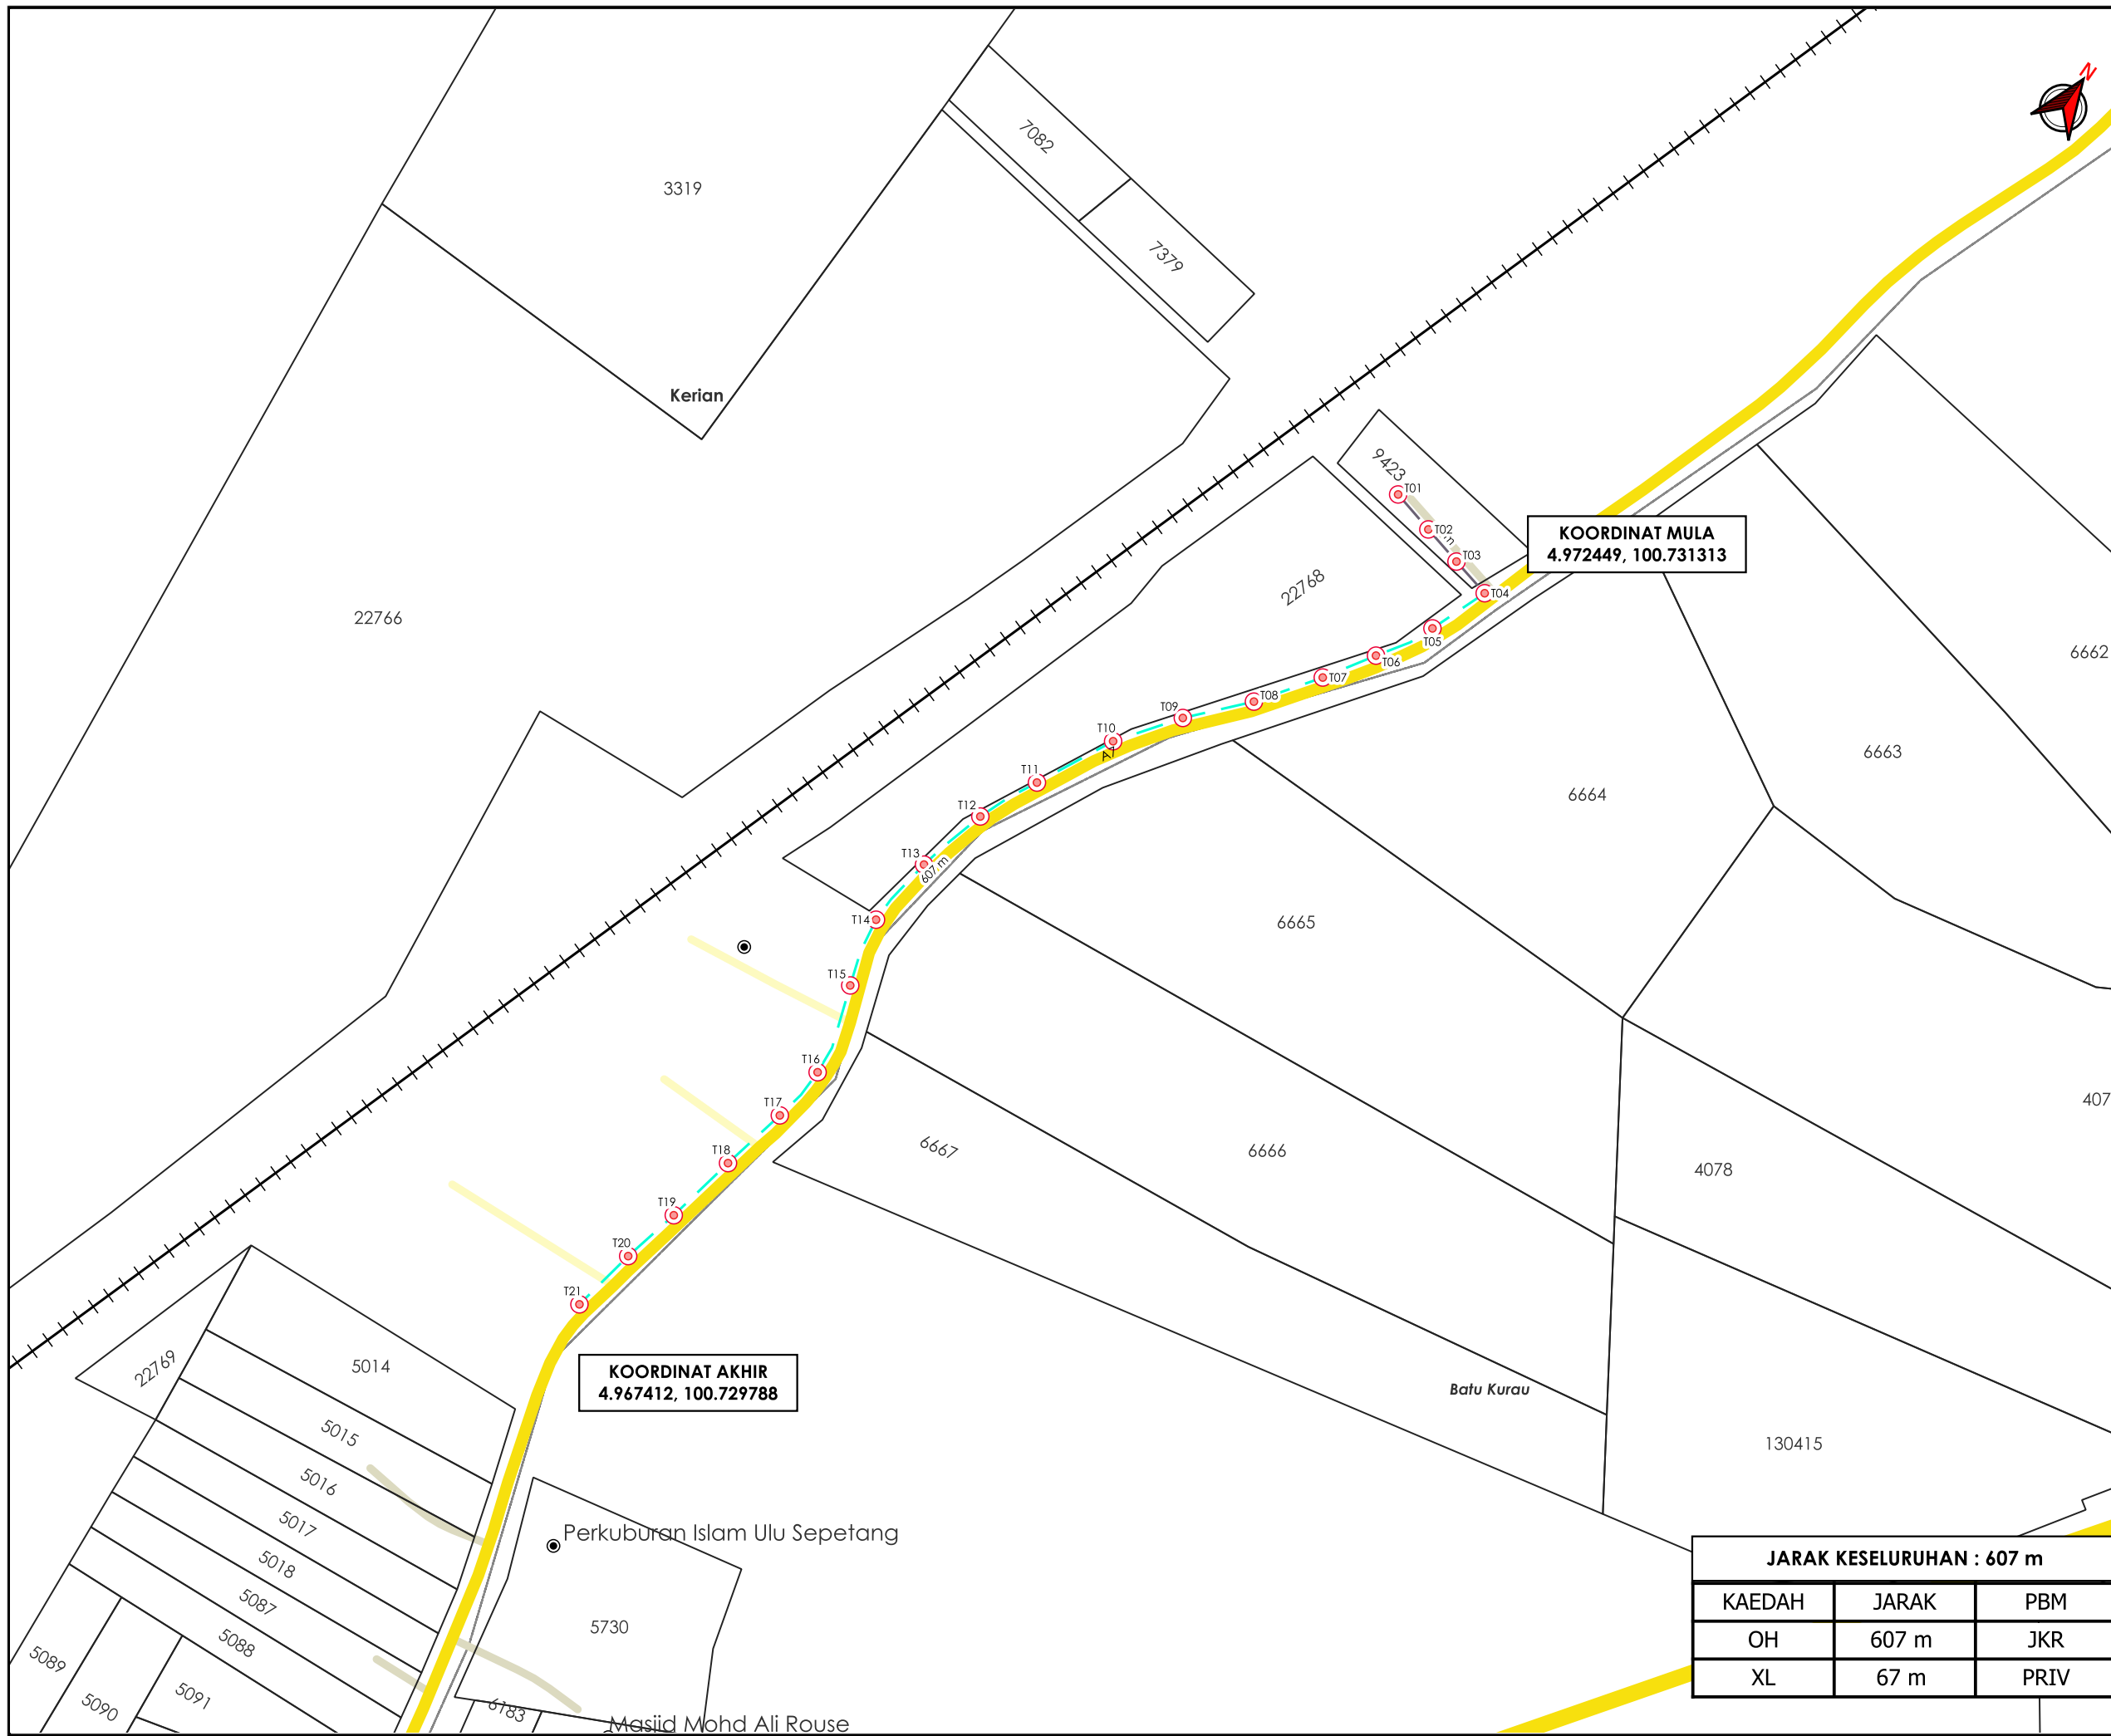 N
7082
3319
7379
Kerian
9423
T01
T02
T03
KOORDINAT MULA
4.972449, 100.731313
22768
T04
22766
T05
T06
6662
T07
T08
T09
T10
A7
6663
T11
6664
T12
T13
607 m
T14
6665
T15
T16
T17
407
T18
6667
6666
4078
T19
T20
T21
22769
5014
KOORDINAT AKHIR
4.967412, 100.729788
Batu Kurau
5015
130415
5016
5017
Perkuburan Islam Ulu Sepetang
5018
5087
5730
5088
5089
5091
5090
6183
Masjid Mohd Ali Rouse
JARAK KESELURUHAN : 607 m
KAEDAH JARAK PBM
OH 607 m JKR
XL 67 m PRIV